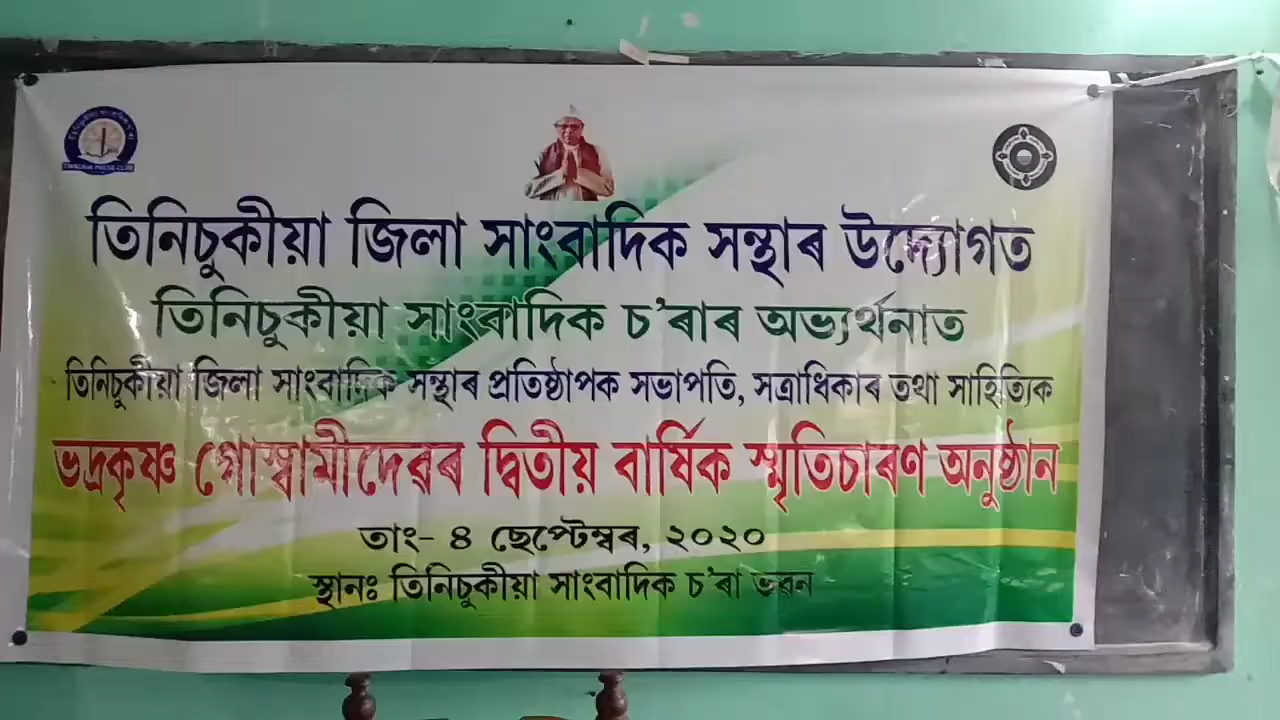 তিনিচুকীয়া জিলা সাংবাদিক সন্থাৰ উদ্যোগত
তিনিচুকীয়া সাংবাদিক চ'ৰাৰ অভ্যৰ্থনাত
তিনিচুকীয়া জিলা সাংবাদিক সন্থাৰ প্ৰতিষ্ঠাপক সভাপতি, সত্ৰাধিকাৰ তথা সাহিত্যিক
ভদ্ৰকৃষ্ণ গোস্বামীদেৱৰ দ্বিতীয় বাৰ্ষিক স্মৃতিচাৰণ অনুষ্ঠান
তাং- ৪ ছেপ্টেম্বৰ, ২০২০
স্থানঃ তিনিচুকীয়া সাংবাদিক চ'ৰা ভৱন